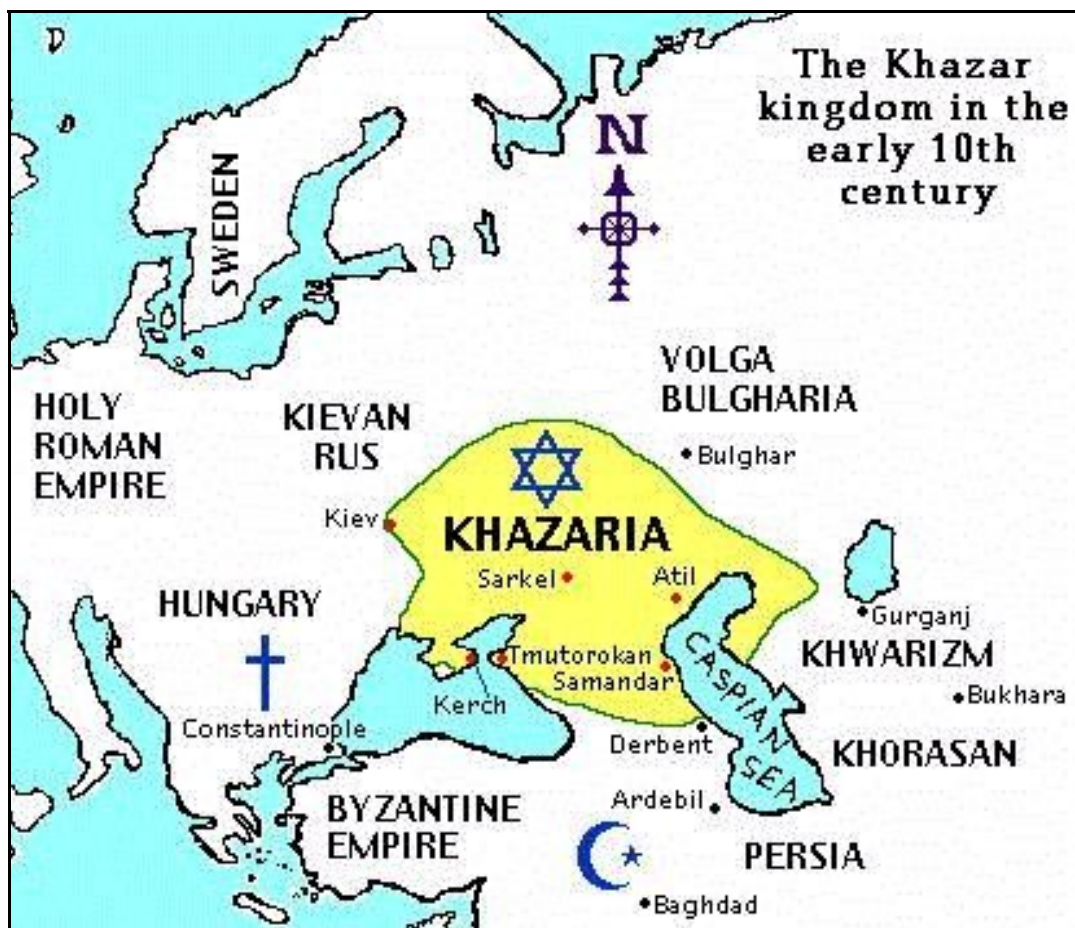 The Khazar
kingdom in the
early 10th
century
N
SWEDEN
VOLGA
BULGHARIA
HOLY
ROMAN
EMPIRE
KIEVAN
RUS
Bulghar
Kiev
KHAZARIA
Sarkel
Atil
HUNGARY
Gurganj
KHWARIZM
Tmutorokan
Samandar
Kerch
CASPIAN
SEA
Bukhara
Constantinople
Derbent
KHORASAN
BYZANTINE
EMPIRE
Ardebil
PERSIA
Baghdad